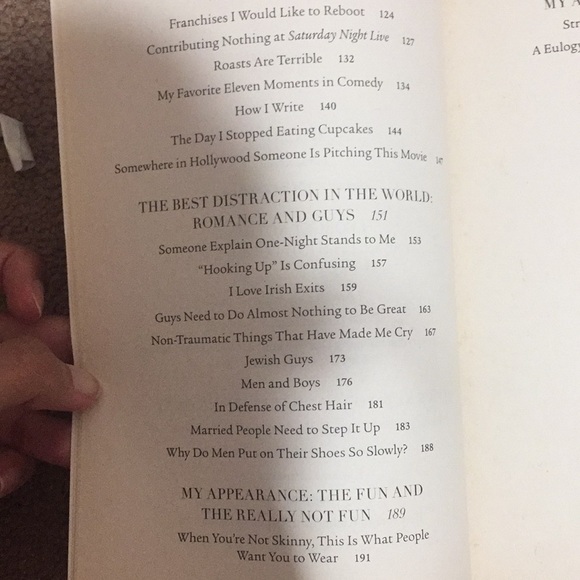 Franchises I Would Like to Reboot 124
Contributing Nothing at Saturday Night Live 127
Roasts Are Terrible 132
My Favorite Eleven Moments in Comedy 134
How I Write 140
The Day I Stopped Eating Cupcakes 144
Somewhere in Hollywood Someone Is Pitching This Movie 147
THE BEST DISTRACTION IN THE WORLD:
ROMANCE AND GUYS 151
Someone Explain One-Night Stands to Me 153
“Hooking Up” Is Confusing 157
I Love Irish Exits 159
Guys Need to Do Almost Nothing to Be Great 163
Non-Traumatic Things That Have Made Me Cry 167
Jewish Guys 173
Men and Boys 176
In Defense of Chest Hair 181
Married People Need to Step It Up 183
Why Do Men Put on Their Shoes So Slowly? 188
MY APPEARANCE: THE FUN AND
THE REALLY NOT FUN 189
When You're Not Skinny, This Is What People
Want You to Wear 191
MY A
Str
A Eulogy